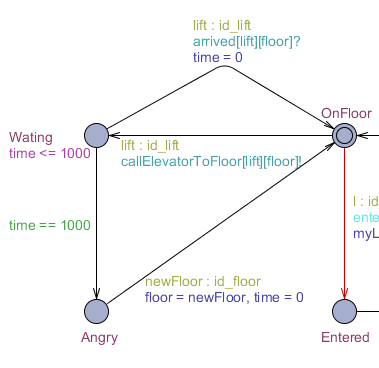 lift : id_lift
arrived[lift][floor]?
time = 0
OnFloor
Wating
time <= 1000
lift : id_lift
callElevatorToFloor[lift][floor]!
time == 1000
l : id
ente
myL
newFloor : id_floor
floor = newFloor, time = 0
Angry
Entered